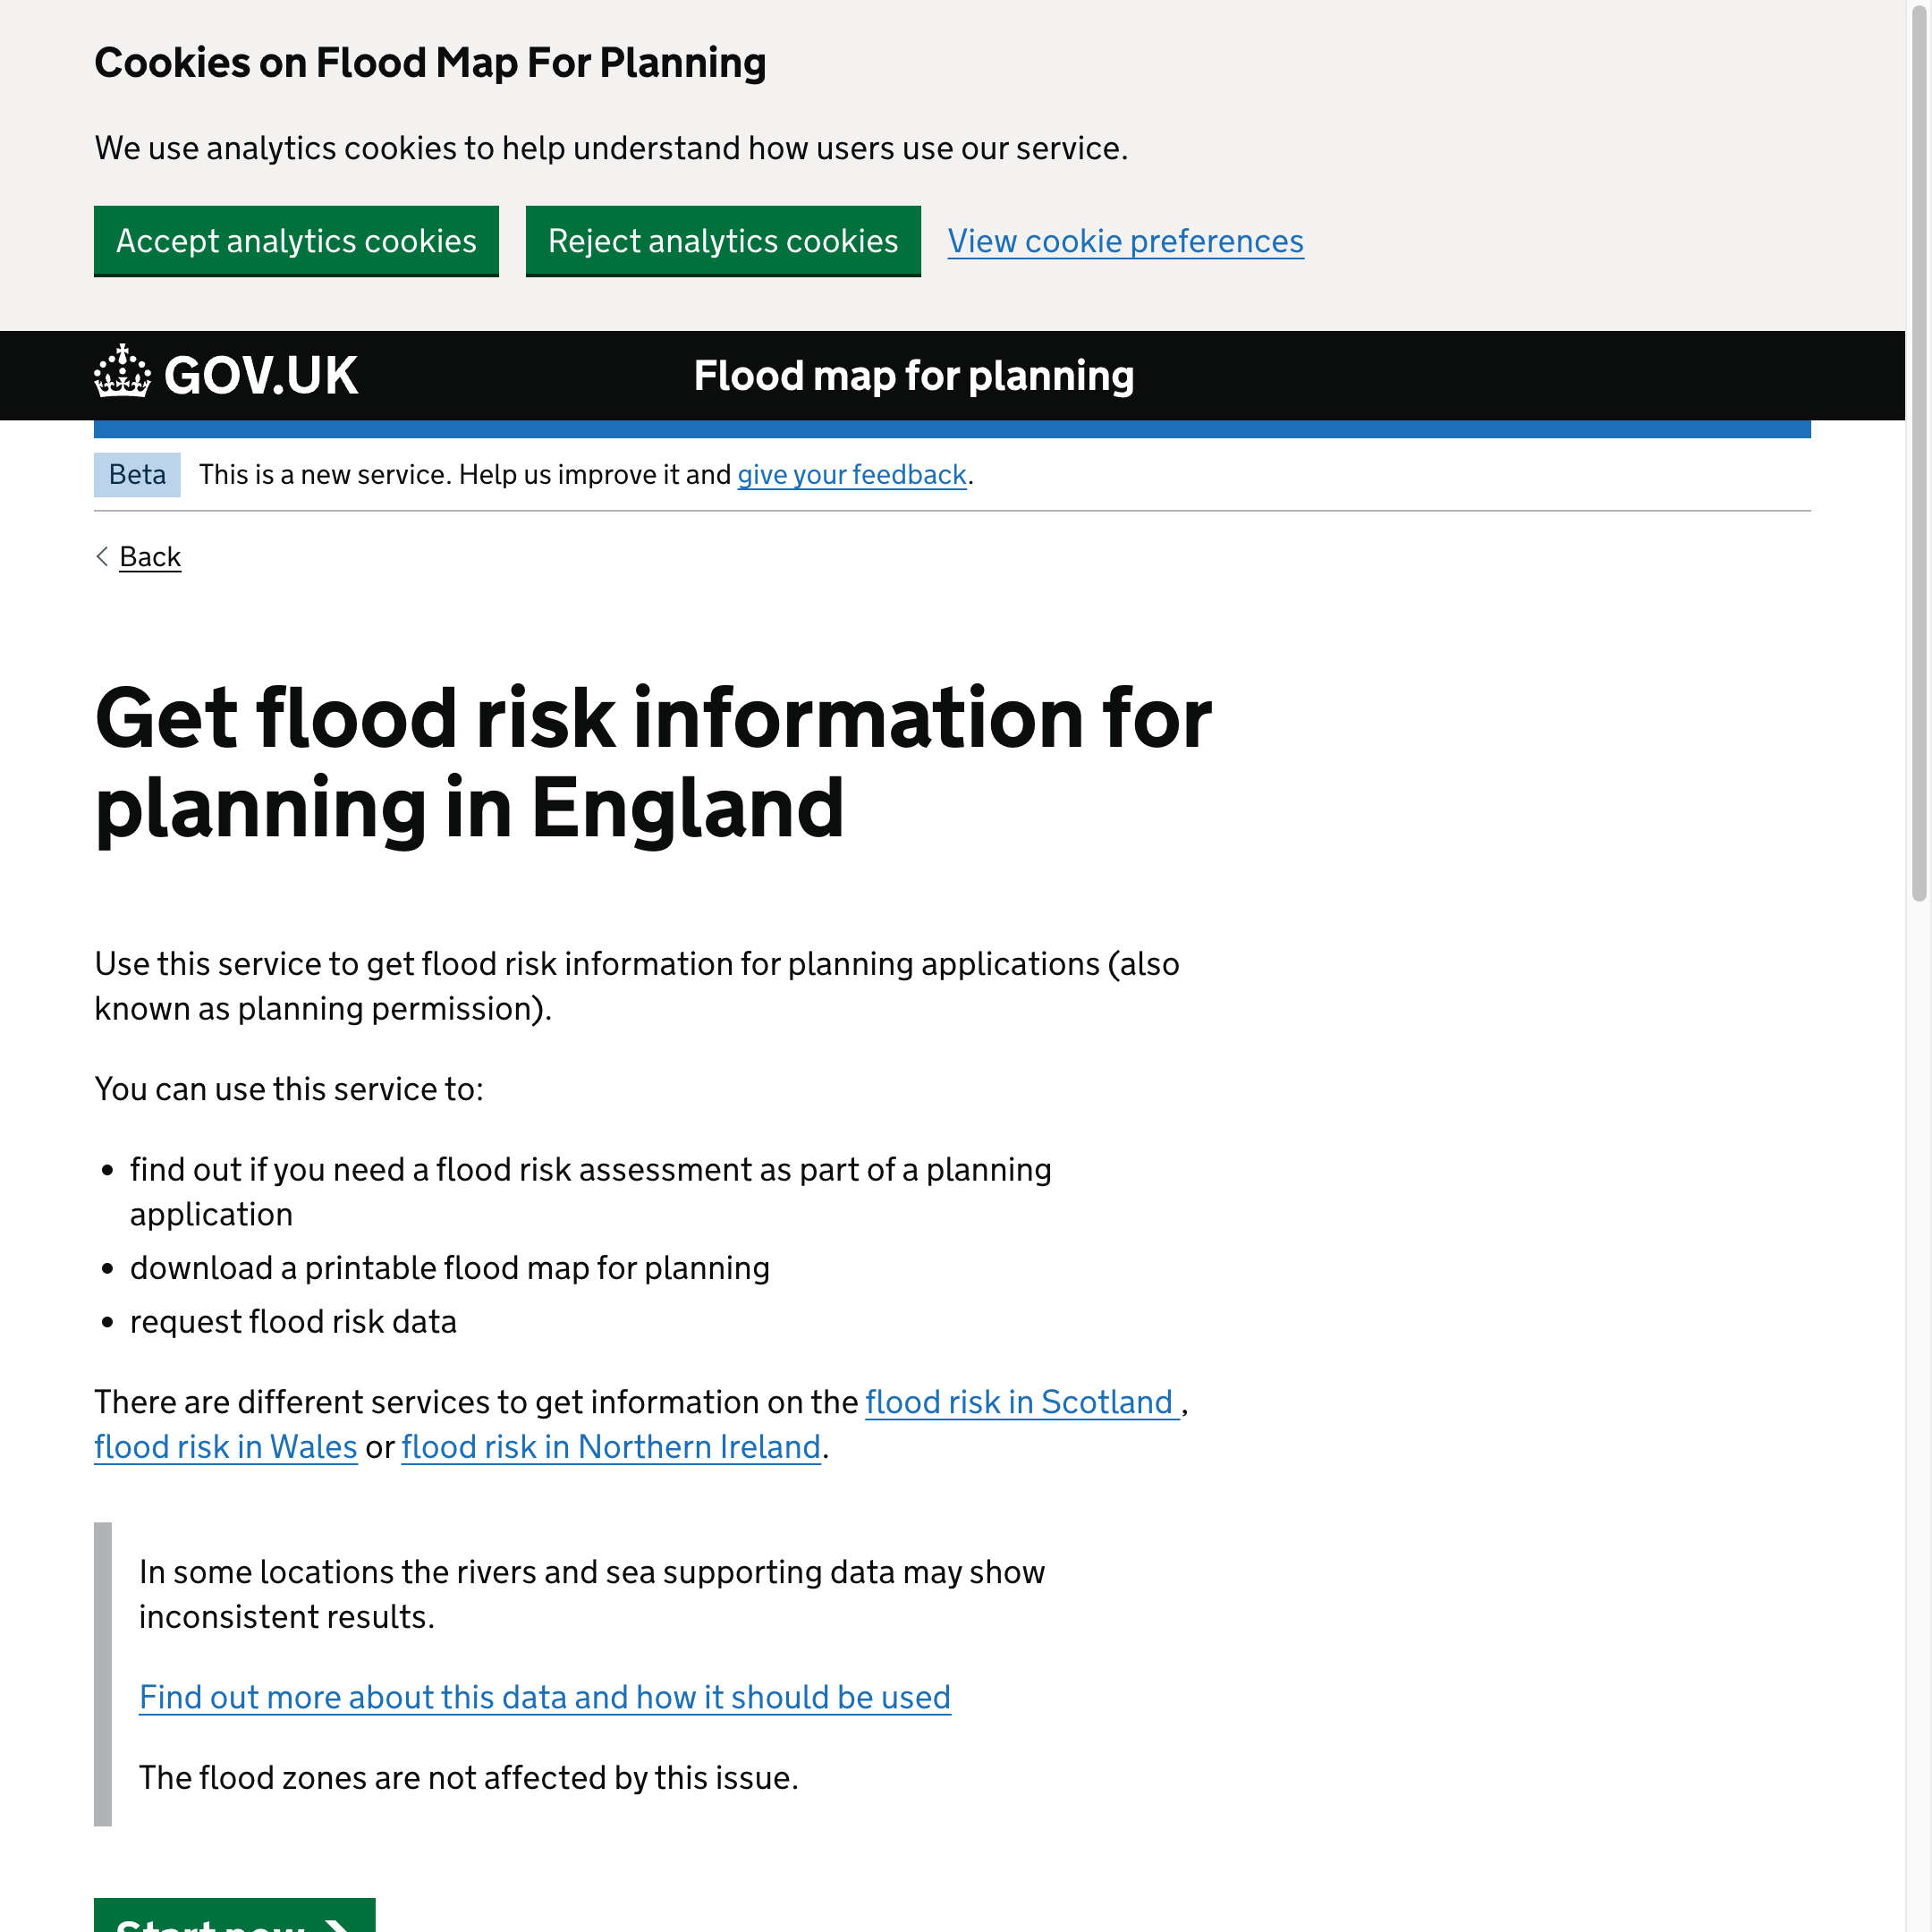 Cookies on Flood Map For Planning
We use analytics cookies to help understand how users use our service.
Accept analytics cookies
Reject analytics cookies
View cookie preferences
GOV.UK
Flood map for planning
Beta
This is a new service. Help us improve it and give your feedback.
Back
Get flood risk information for
planning in England
Use this service to get flood risk information for planning applications (also
known as planning permission).
You can use this service to:
• find out if you need a flood risk assessment as part of a planning
application
• download a printable flood map for planning
• request flood risk data
There are different services to get information on the flood risk in Scotland ,
flood risk in Wales or flood risk in Northern Ireland.
In some locations the rivers and sea supporting data may show
inconsistent results.
Find out more about this data and how it should be used
The flood zones are not affected by this issue.
Start now